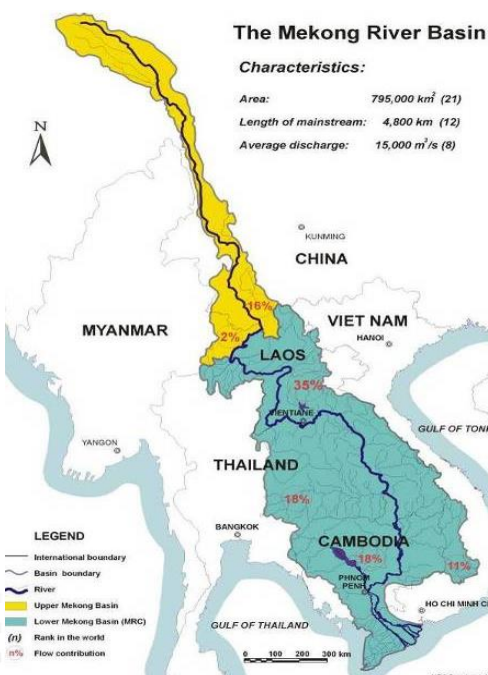 The Mekong River Basin
Characteristics:
Area: 795,000 km² (21)
Length of mainstream: 4,800 km (12)
Average discharge: 15,000 m³/s (8)
N
KUNMING
CHINA
16%
MYANMAR
2%
VIET NAM
HANOI
LAOS
35%
VIENTIANE
GULF OF TON
YANGON
THAILAND
18%
BANGKOK
CAMBODIA
18%
11%
PHNOM
PENH
HO CHI MINH C
GULF OF THAILAND
LEGEND
International boundary
Basin boundary
River
Upper Mekong Basin
Lower Mekong Basin (MRC)
(n) Rank in the world
n% Flow contribution
0 100 200 300 km